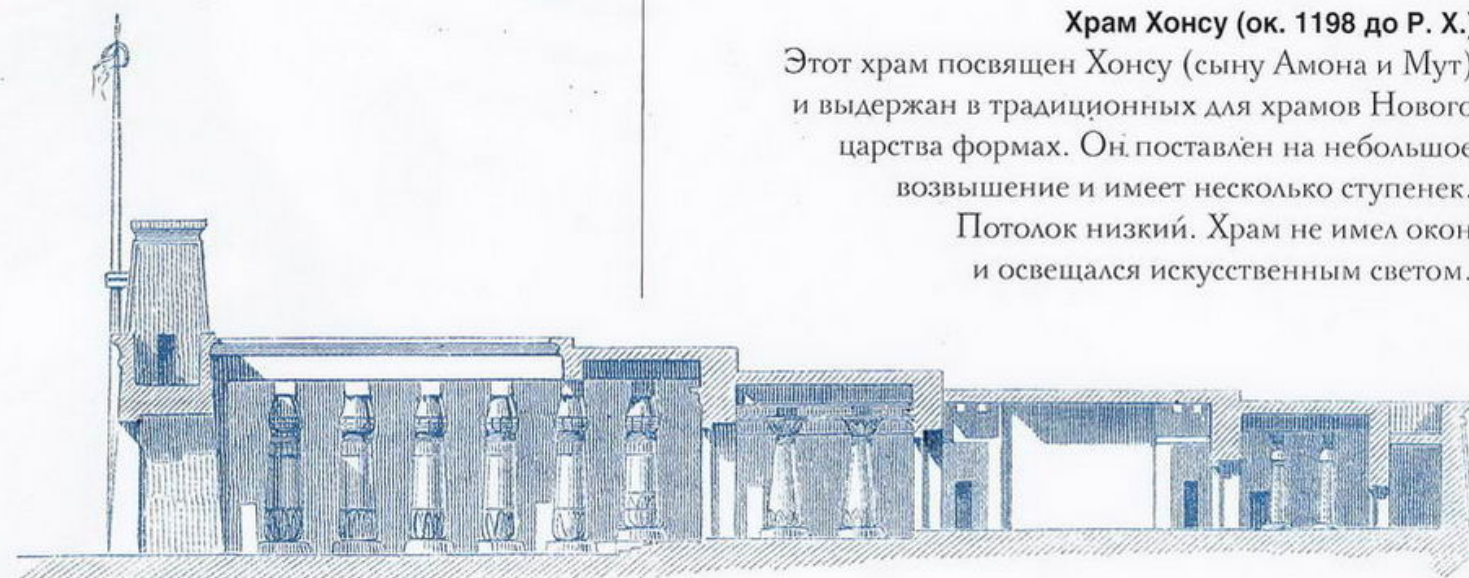 Храм Хонсу (ок. 1198 до Р. Х.)
Этот храм посвящен Хонсу (сыну Амона и Мут)
и выдержан в традиционных для храмов Нового
царства формах. Он поставлен на небольшое
возвышение и имеет несколько ступенек.
Потолок низкий. Храм не имел окон
и освещался искусственным светом.